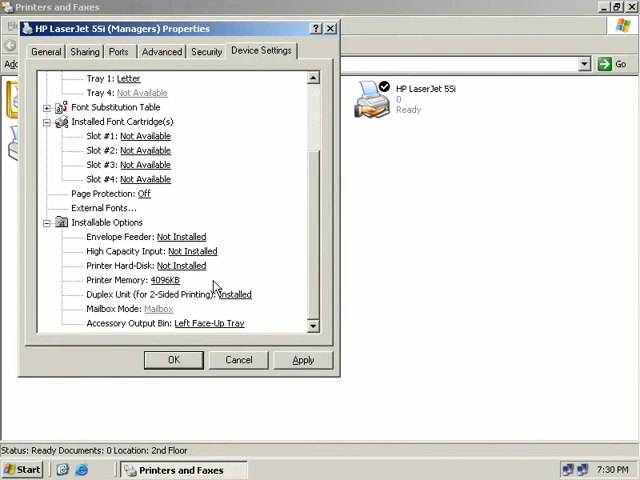 Printers and Faxes
HP LaserJet 5Si (Managers) Properties
General Sharing Ports Advanced Security Device Settings
Go
Tray 1: Letter
Tray 4: Not Available
Font Substitution Table
Installed Font Cartridge(s)
Slot #1: Not Available
Slot #2: Not Available
Slot #3: Not Available
Slot #4: Not Available
Page Protection: Off
External Fonts...
Installable Options
Envelope Feeder: Not Installed
High Capacity Input: Not Installed
Printer Hard-Disk: Not Installed
Printer Memory: 4096KB
Duplex Unit (for 2-Sided Printing): Installed
Mailbox Mode: Mailbox
Accessory Output Bin: Left Face-Up Tray
OK Cancel Apply
HP LaserJet 5Si
0
Ready
Status: Ready Documents: 0 Location: 2nd Floor
Start Printers and Faxes 7:30 PM